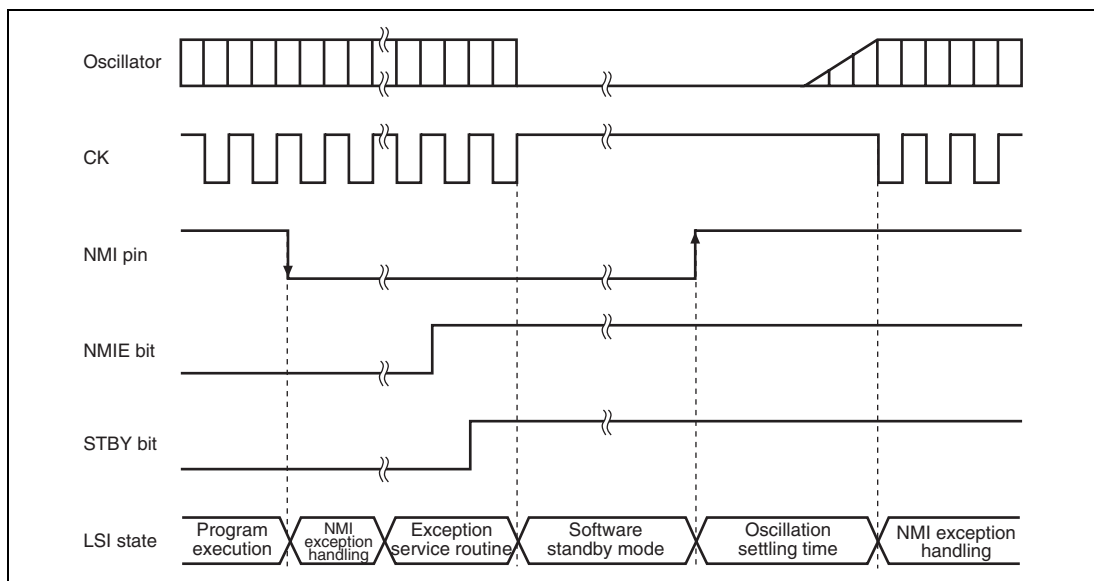 Oscillator
CK
NMI pin
NMIE bit
STBY bit
LSI state
Program
execution
NMI
exception
handling
Exception
service routine
Software
standby mode
Oscillation
settling time
NMI exception
handling